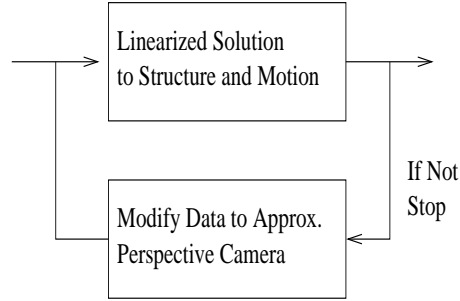 Linearized Solution
to Structure and Motion
If Not
Stop
Modify Data to Approx.
Perspective Camera